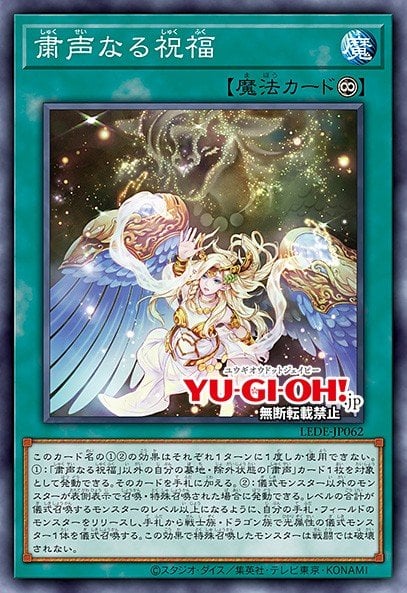 しゅく せい しゅく ふく
粛声なる祝福
魔
ま ほう
【魔法カード】
ユウギオウドットジェイピー
YU-GI-OH!.jp
無断転載禁止
LEDE-JP062
このカード名の①②の効果はそれぞれ1ターンに1度しか使用できない。
①：「粛声なる祝福」以外の自分の墓地・除外状態の「粛声」カード1枚を対象
として発動できる。そのカードを手札に加える。②：儀式モンスター以外のモン
スターが表側表示で召喚・特殊召喚された場合に発動できる。レベルの合計が
儀式召喚するモンスターのレベル以上になるように、自分の手札・フィールド
のモンスターをリリースし、手札から戦士族・ドラゴン族で光属性の儀式モン
スター1体を儀式召喚する。この効果で特殊召喚したモンスターは戦闘では破壊
されない。
©スタジオ・ダイス／集英社・テレビ東京・KONAMI